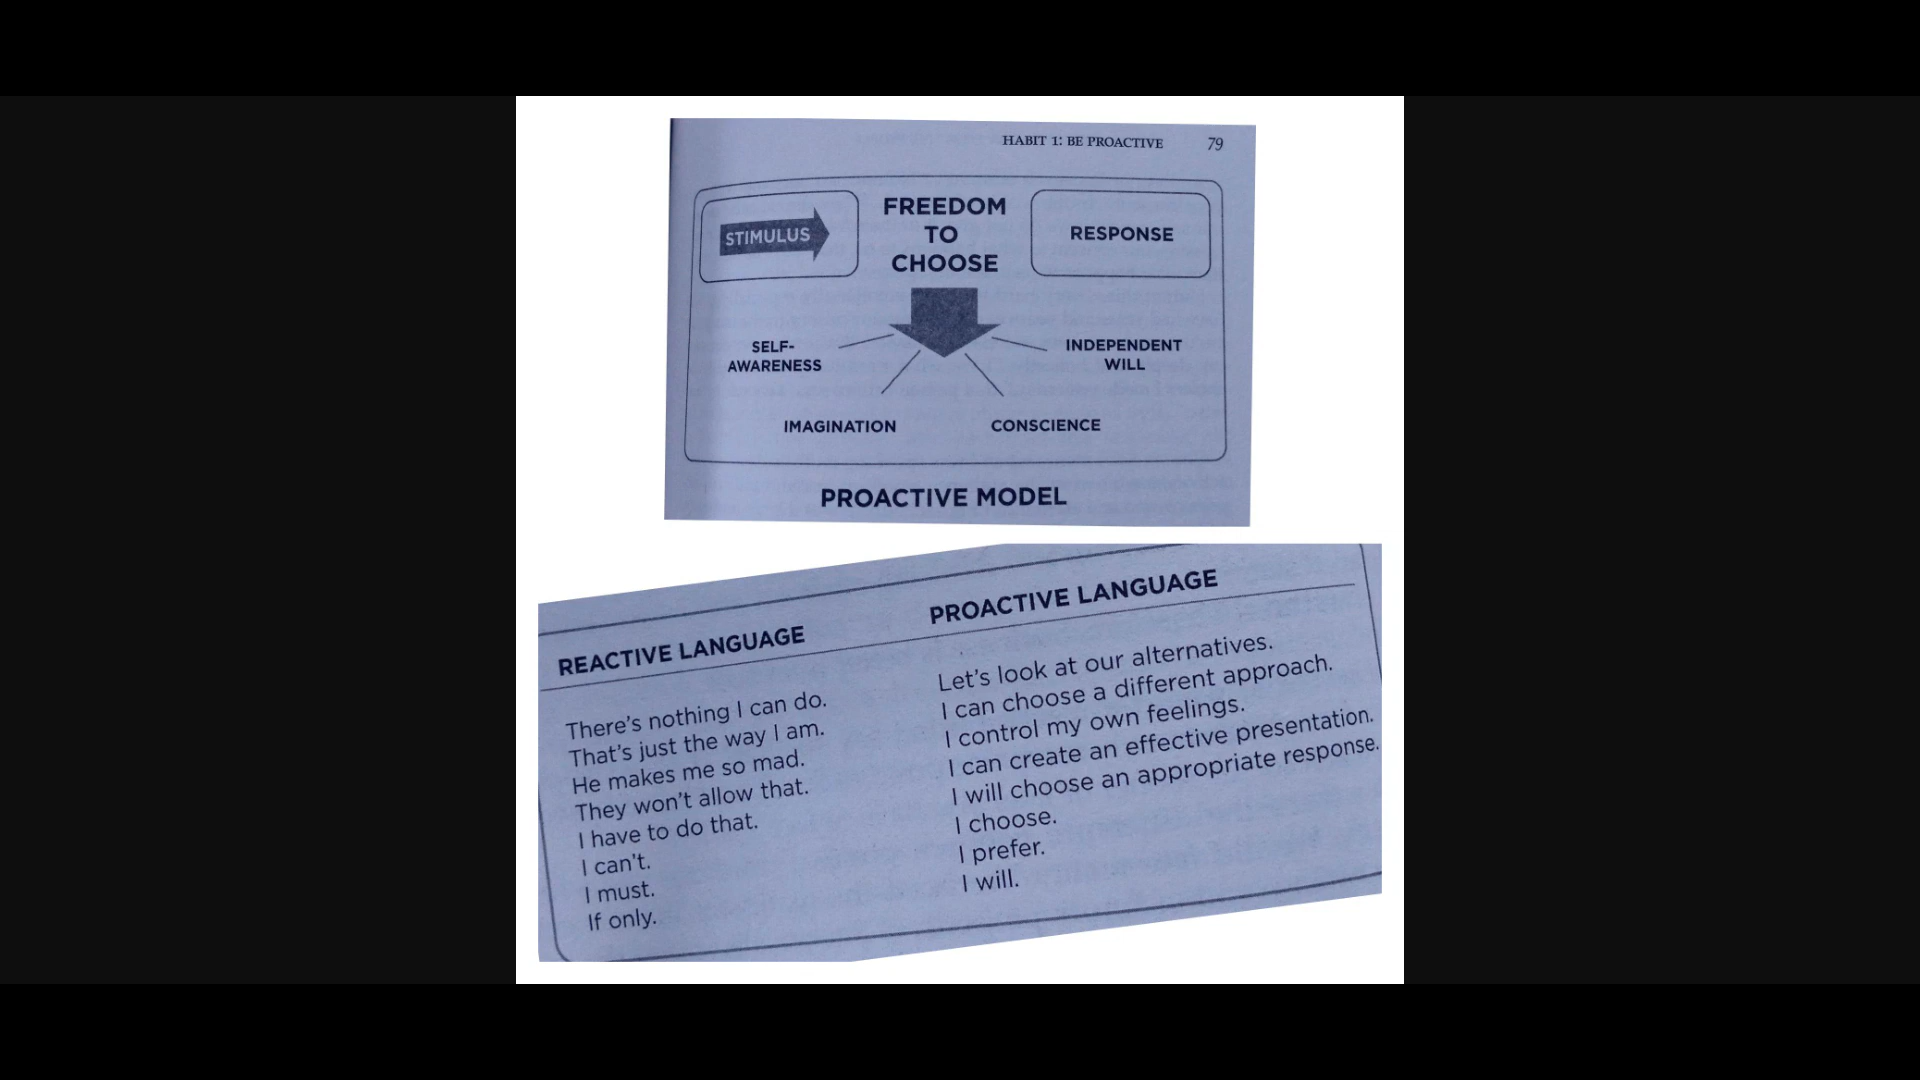 HABIT 1: BE PROACTIVE 79
STIMULUS
FREEDOM
TO
CHOOSE
RESPONSE
SELF-
AWARENESS
IMAGINATION
CONSCIENCE
INDEPENDENT
WILL
PROACTIVE MODEL
REACTIVE LANGUAGE
There's nothing I can do.
That's just the way I am.
He makes me so mad.
They won't allow that.
I have to do that.
I can't.
I must.
If only.
PROACTIVE LANGUAGE
Let's look at our alternatives.
I can choose a different approach.
I control my own feelings.
I can create an effective presentation.
I will choose an appropriate response.
I choose.
I prefer.
I will.